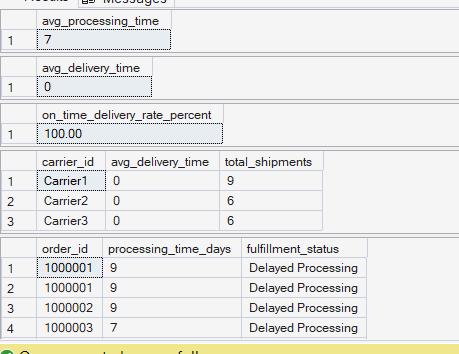 Messages
avg_processing_time
1 7
avg_delivery_time
1 0
on_time_delivery_rate_percent
1 100.00
carrier_id avg_delivery_time total_shipments
1 Carrier1 0 9
2 Carrier2 0 6
3 Carrier3 0 6
order_id processing_time_days fulfillment_status
1 1000001 9 Delayed Processing
2 1000001 9 Delayed Processing
3 1000002 9 Delayed Processing
4 1000003 7 Delayed Processing